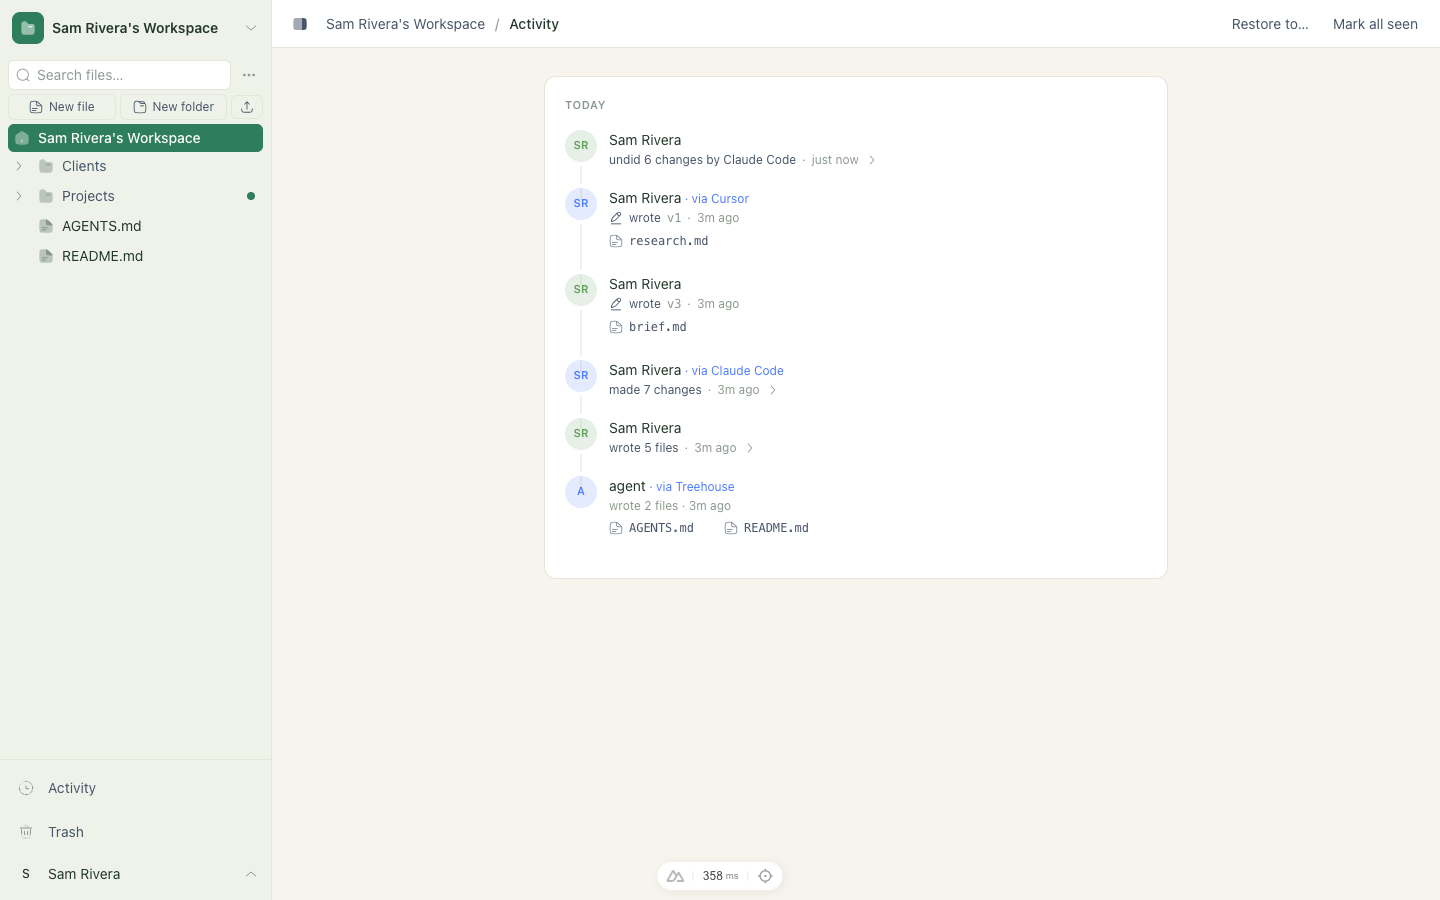 Sam Rivera's Workspace
Search files...
New file
New folder
Sam Rivera's Workspace
Clients
Projects
AGENTS.md
README.md
Activity
Trash
S Sam Rivera
Sam Rivera's Workspace / Activity
Restore to...
Mark all seen
TODAY
SR
Sam Rivera
undid 6 changes by Claude Code · just now
SR
Sam Rivera · via Cursor
wrote v1 · 3m ago
research.md
SR
Sam Rivera
wrote v3 · 3m ago
brief.md
SR
Sam Rivera · via Claude Code
made 7 changes · 3m ago
SR
Sam Rivera
wrote 5 files · 3m ago
A
agent · via Treehouse
wrote 2 files · 3m ago
AGENTS.md README.md
358 ms